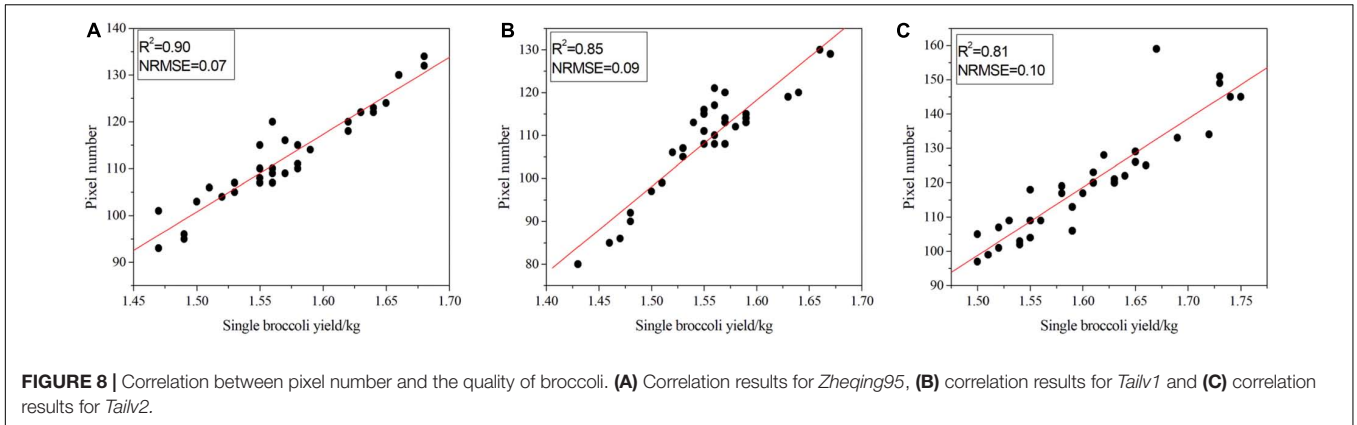 A
R²=0.90
NRMSE=0.07
140
130
120
110
100
90
Pixel number
1.45 1.50 1.55 1.60 1.65 1.70
Single broccoli yield/kg
B
R²=0.85
NRMSE=0.09
130
120
110
100
90
80
Pixel number
1.40 1.45 1.50 1.55 1.60 1.65 1.70
Single broccoli yield/kg
C
R²=0.81
NRMSE=0.10
160
150
140
130
120
110
100
90
Pixel number
1.50 1.55 1.60 1.65 1.70 1.75
Single broccoli yield/kg
FIGURE 8 | Correlation between pixel number and the quality of broccoli. (A) Correlation results for Zheqing95, (B) correlation results for Tailv1 and (C) correlation
results for Tailv2.